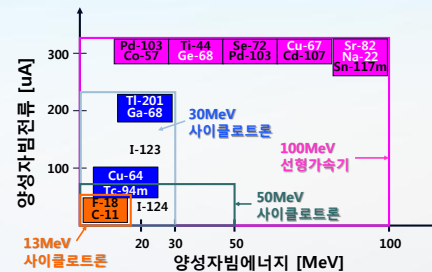 양성자빔전류 [uA]
300
200
100
Pd-103
Co-57
Ti-44
Ge-68
Se-72
Pd-103
Cu-67
Cd-107
Sr-82
Na-22
Sn-117m
Tl-201
Ga-68
30MeV
사이클로트론
I-123
100MeV
선형가속기
Cu-64
Tc-94m
I-124
50MeV
사이클로트론
F-18
C-11
13MeV
사이클로트론
20
30
50
100
양성자빔에너지 [MeV]